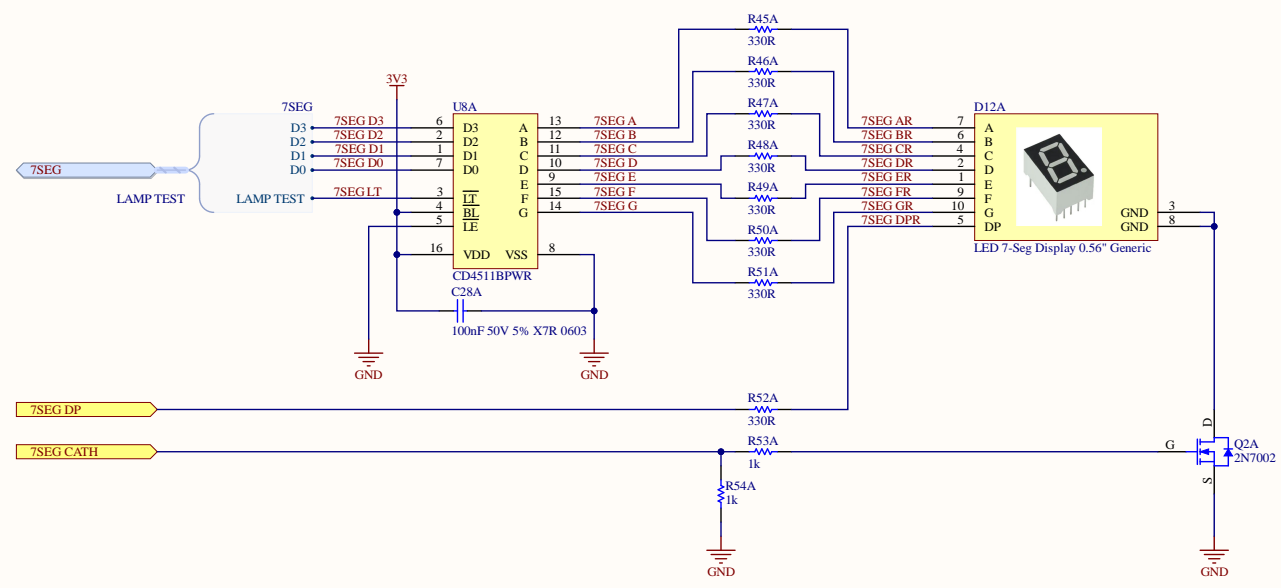 R45A
330R
R46A
330R
3V3
7SEG
U8A
R47A
330R
D12A
D3 7SEG D3 6 D3 A 13 7SEG A
D2 7SEG D2 2 D2 B 12 7SEG B
D1 7SEG D1 1 D1 C 11 7SEG C
D0 7SEG D0 7 D0 D 10 7SEG D
E 9 7SEG E
LAMP TEST
LAMP TEST 7SEG LT 3 LT F 15 7SEG F
4 BL G 14 7SEG G
5 LE
16 VDD VSS 8
7SEG
R48A
330R
R49A
330R
R50A
330R
R51A
330R
7SEG AR 7 A
7SEG BR 6 B
7SEG CR 4 C
7SEG DR 2 D
7SEG ER 1 E
7SEG FR 9 F
7SEG GR 10 G GND 3
7SEG DPR 5 DP GND 8
LED 7-Seg Display 0.56" Generic
CD4511BPWR
C28A
100nF 50V 5% X7R 0603
GND
GND
7SEG DP
R52A
330R
7SEG CATH
R53A
1k
R54A
1k
GND
D
G
S
Q2A
2N7002
GND